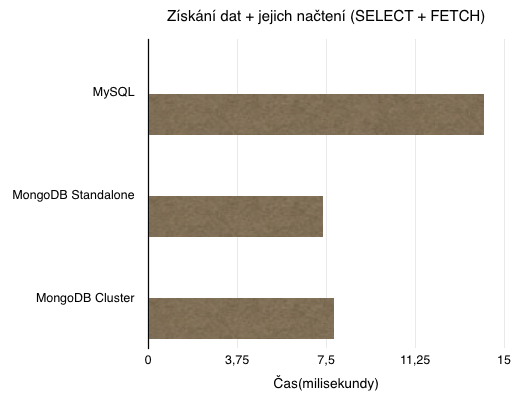 Získání dat + jejich načtení (SELECT + FETCH)
MySQL
MongoDB Standalone
MongoDB Cluster
0 3,75 7,5 11,25 15
Čas(milisekundy)